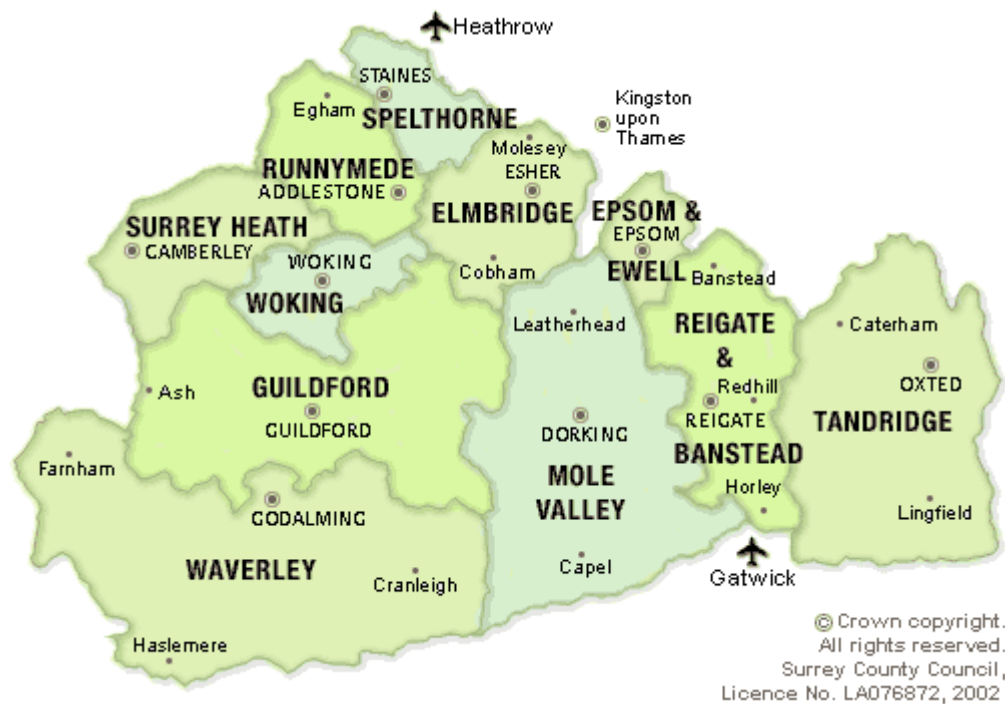 Heathrow
STAINES
Egham
SPELTHORNE
Kingston
upon
Thames
Molesey
RUNNYMEDE
ADDLESTONE
ESHER
ELMBRIDGE
EPSOM &
EPSOM
EWELL
SURREY HEATH
CAMBERLEY
WOKING
WOKING
Cobham
Banstead
Leatherhead
REIGATE
&
Redhill
REIGATE
BANSTEAD
Horley
Caterham
OXTED
TANDRIDGE
Lingfield
Ash
GUILDFORD
GUILDFORD
DORKING
MOLE
VALLEY
Capel
Farnham
GODALMING
WAVERLEY
Cranleigh
Haslemere
Gatwick
© Crown copyright.
All rights reserved.
Surrey County Council,
Licence No. LA076872, 2002